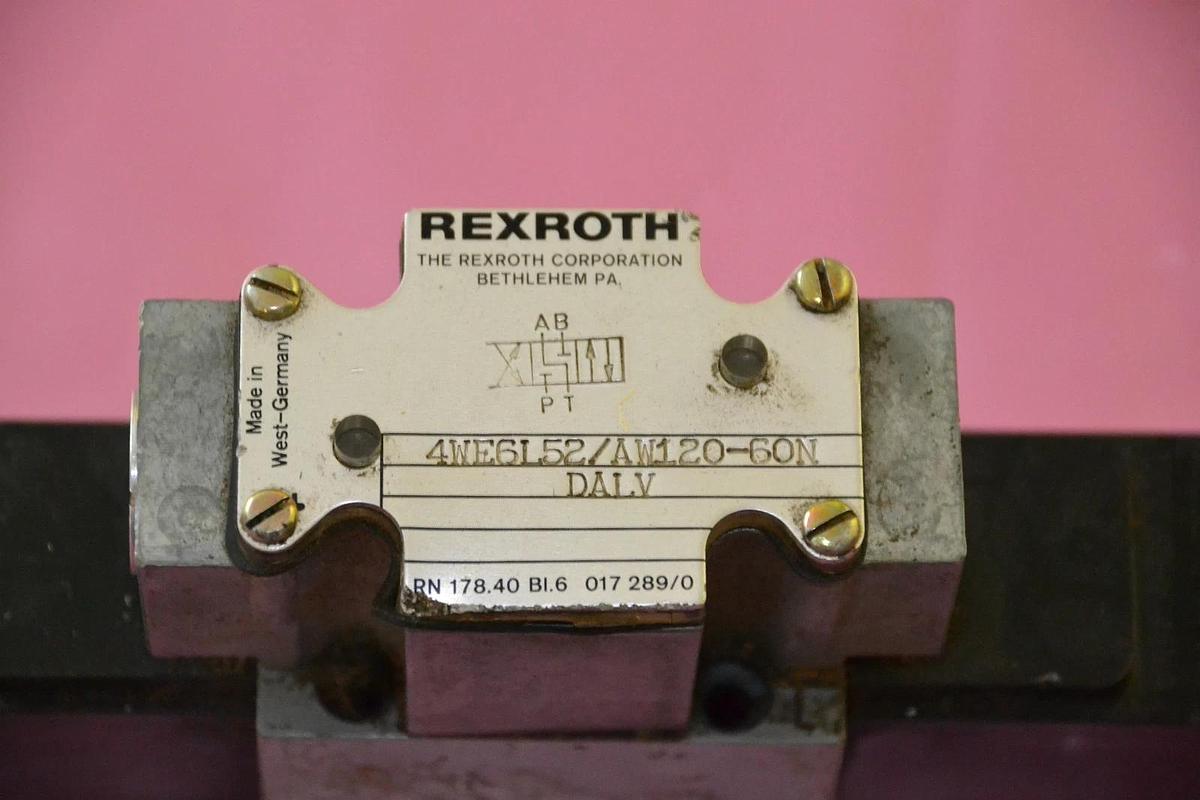 REXROTH
THE REXROTH CORPORATION
BETHLEHEM PA.
AB
PT
Made in
West-Germany
4WE6L52/AW120-60N
DALV
RN 178.40 Bl.6 017 289/0
L